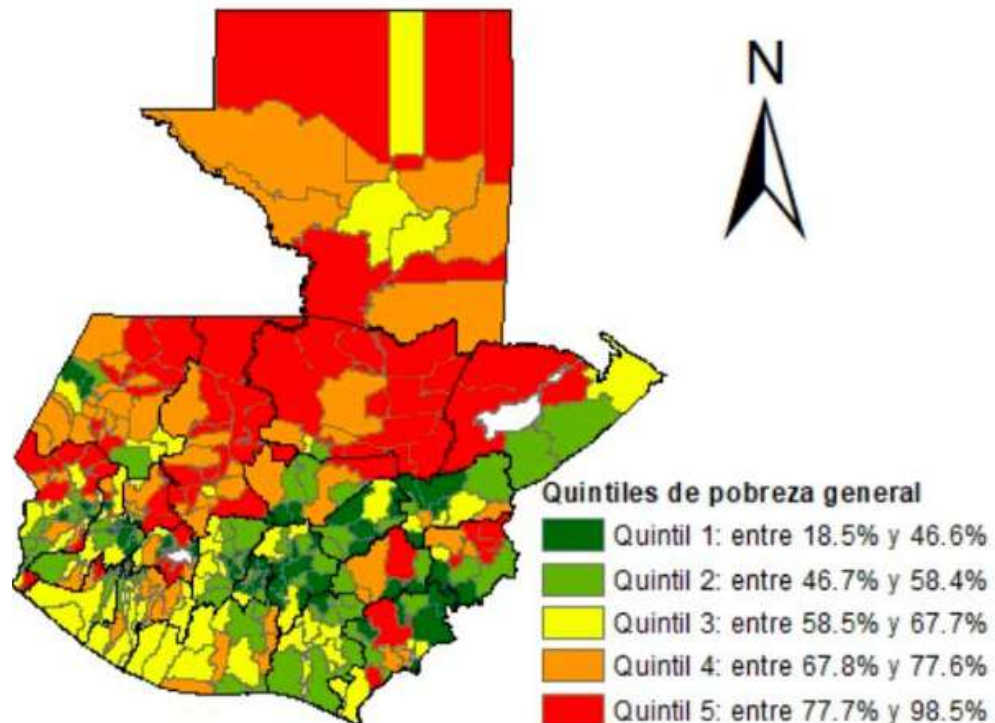 N
Quintiles de pobreza general
Quintil 1: entre 18.5% y 46.6%
Quintil 2: entre 46.7% y 58.4%
Quintil 3: entre 58.5% y 67.7%
Quintil 4: entre 67.8% y 77.6%
Quintil 5: entre 77.7% y 98.5%